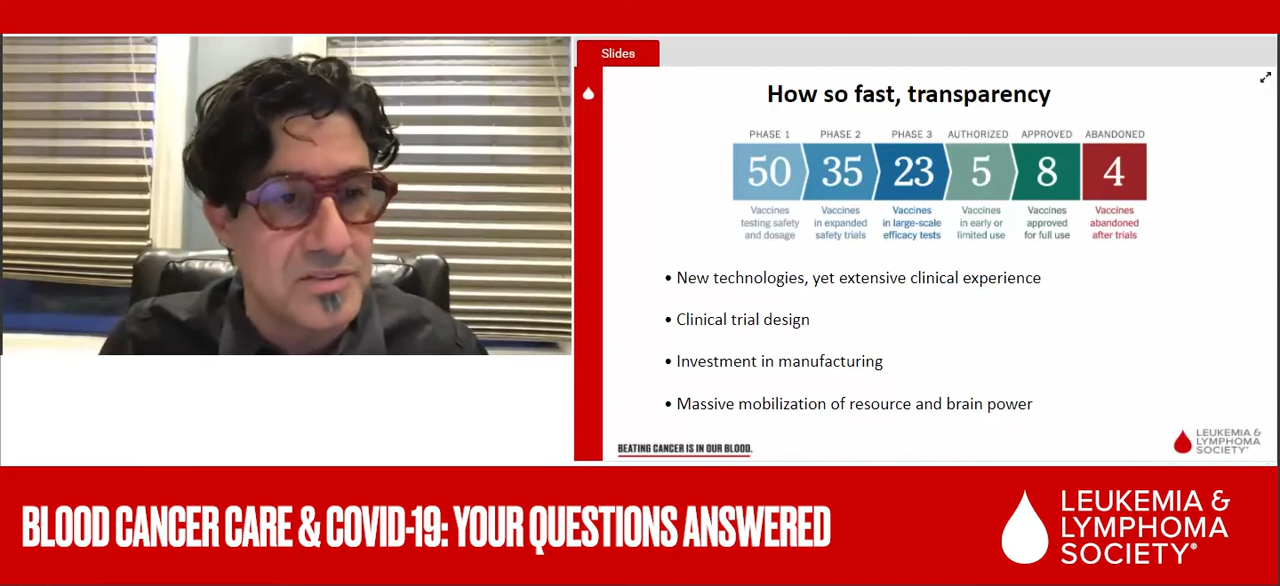 Slides
How so fast, transparency
PHASE 1 PHASE 2 PHASE 3 AUTHORIZED APPROVED ABANDONED
50 35 23 5 8 4
Vaccines Vaccines Vaccines Vaccines Vaccines Vaccines
testing safety in expanded in large-scale in early or approved abandoned
and dosage safety trials efficacy tests limited use for full use after trials
• New technologies, yet extensive clinical experience
• Clinical trial design
• Investment in manufacturing
• Massive mobilization of resource and brain power
BEATING CANCER IS IN OUR BLOOD.
LEUKEMIA &
LYMPHOMA
SOCIETY®
BLOOD CANCER CARE & COVID-19: YOUR QUESTIONS ANSWERED
LEUKEMIA &
LYMPHOMA
SOCIETY®